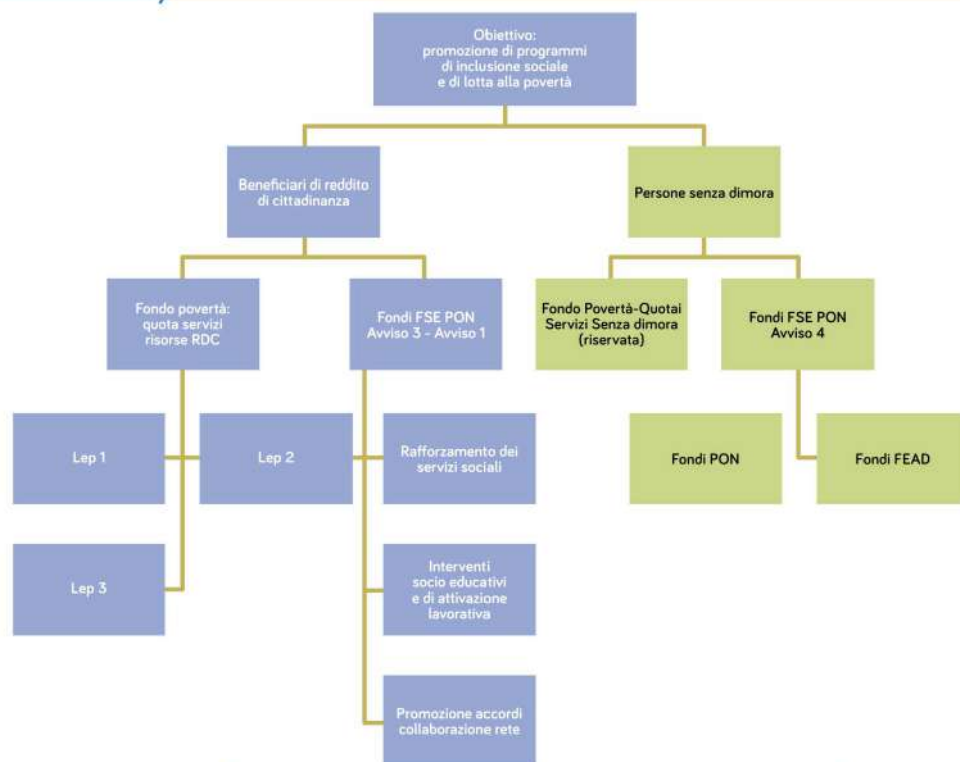 Obiettivo:
promozione di programmi
di inclusione sociale
e di lotta alla povertà
Beneficiari di reddito
di cittadinanza
Persone senza dimora
Fondo povertà:
quota servizi
risorse RDC
Fondi FSE PON
Avviso 3 - Avviso 1
Fondo Povertà-Quotai
Servizi Senza dimora
(riservata)
Fondi FSE PON
Avviso 4
Lep 1
Lep 2
Rafforzamento dei
servizi sociali
Fondi PON
Fondi FEAD
Lep 3
Interventi
socio educativi
e di attivazione
lavorativa
Promozione accordi
collaborazione rete